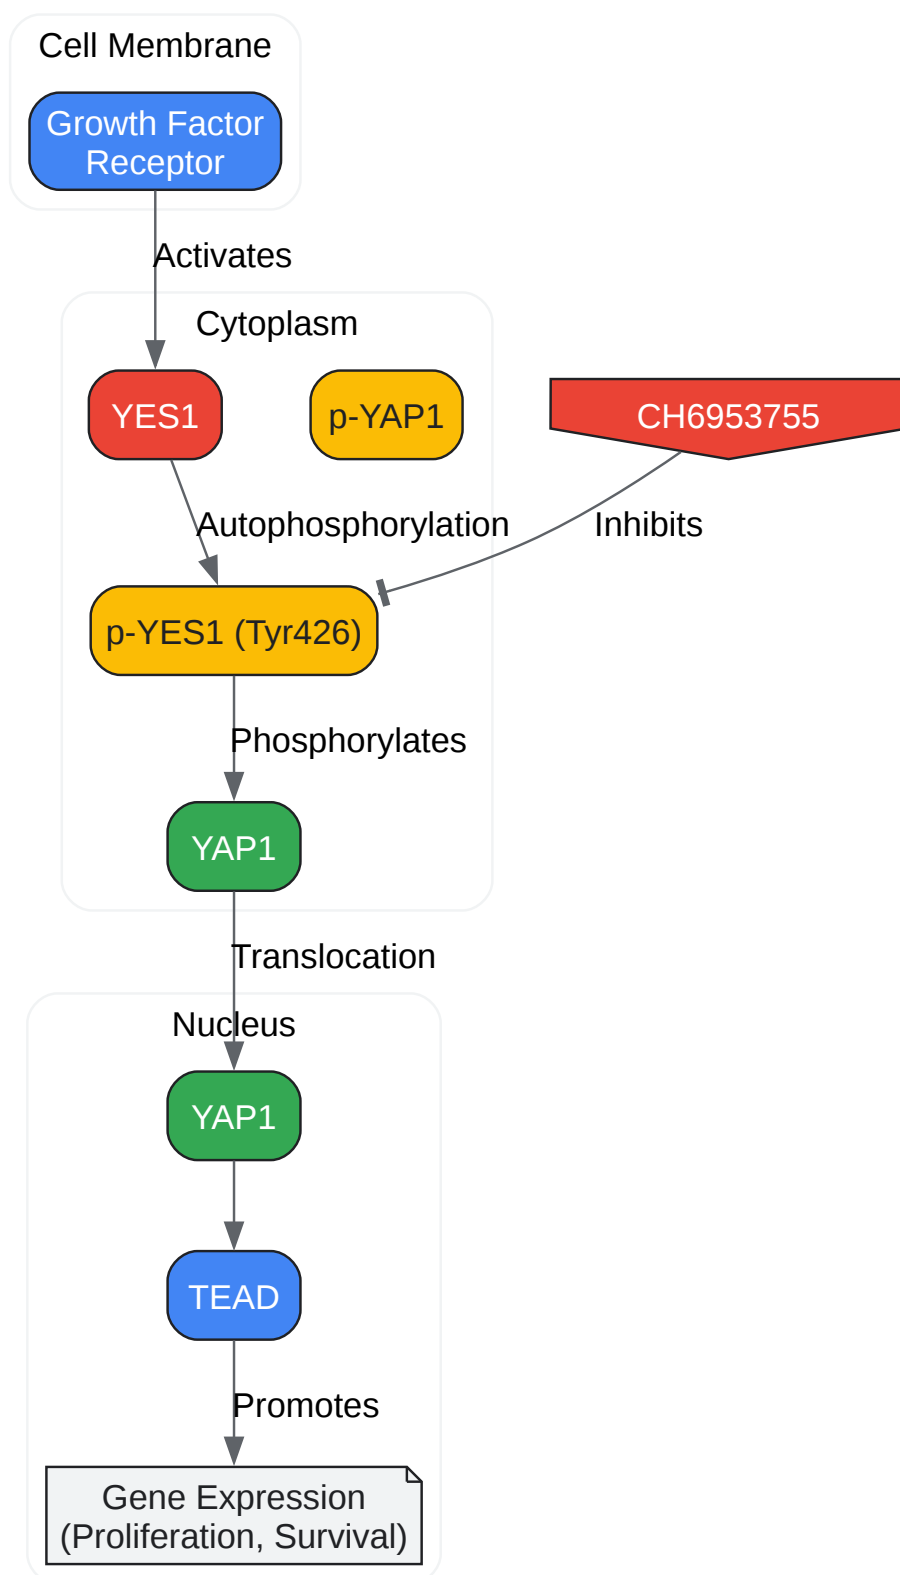 Cell Membrane
Growth Factor
Receptor
Activates
Cytoplasm
YES1
p-YAP1
CH6953755
Autophosphorylation
Inhibits
p-YES1 (Tyr426)
Phosphorylates
YAP1
Translocation
Nucleus
YAP1
TEAD
Promotes
Gene Expression
(Proliferation, Survival)